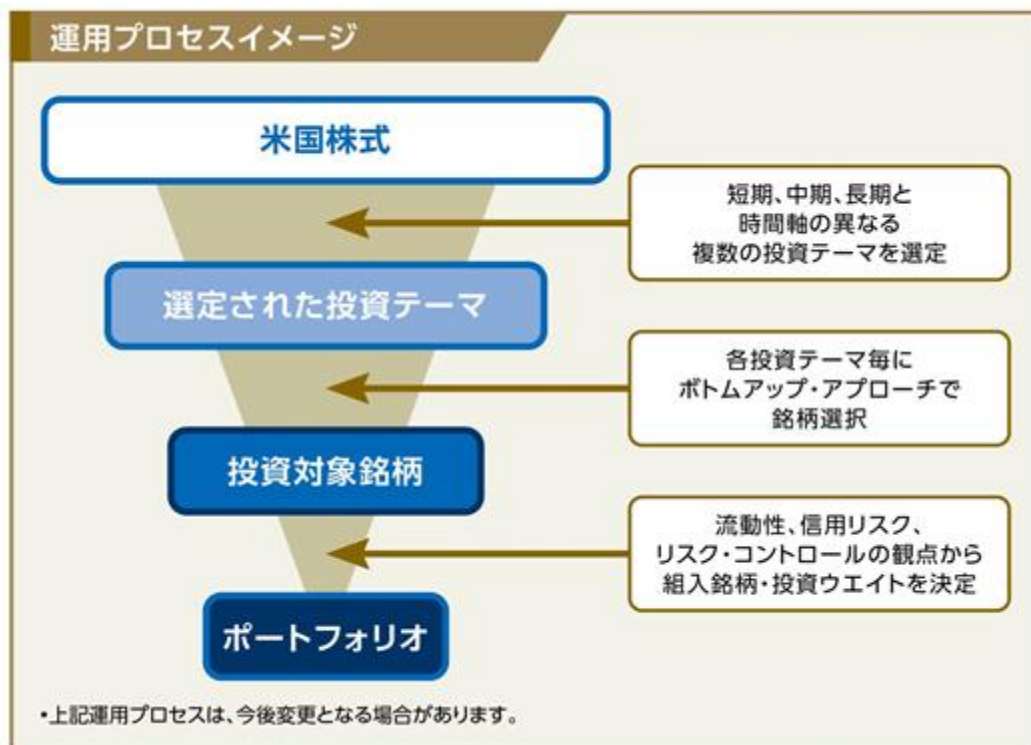 運用プロセスイメージ
米国株式
短期、中期、長期と
時間軸の異なる
複数の投資テーマを選定
選定された投資テーマ
各投資テーマ毎に
ボトムアップ・アプローチで
銘柄選択
投資対象銘柄
流動性、信用リスク、
リスク・コントロールの観点から
組入銘柄・投資ウエイトを決定
ポートフォリオ
•上記運用プロセスは、今後変更となる場合があります。